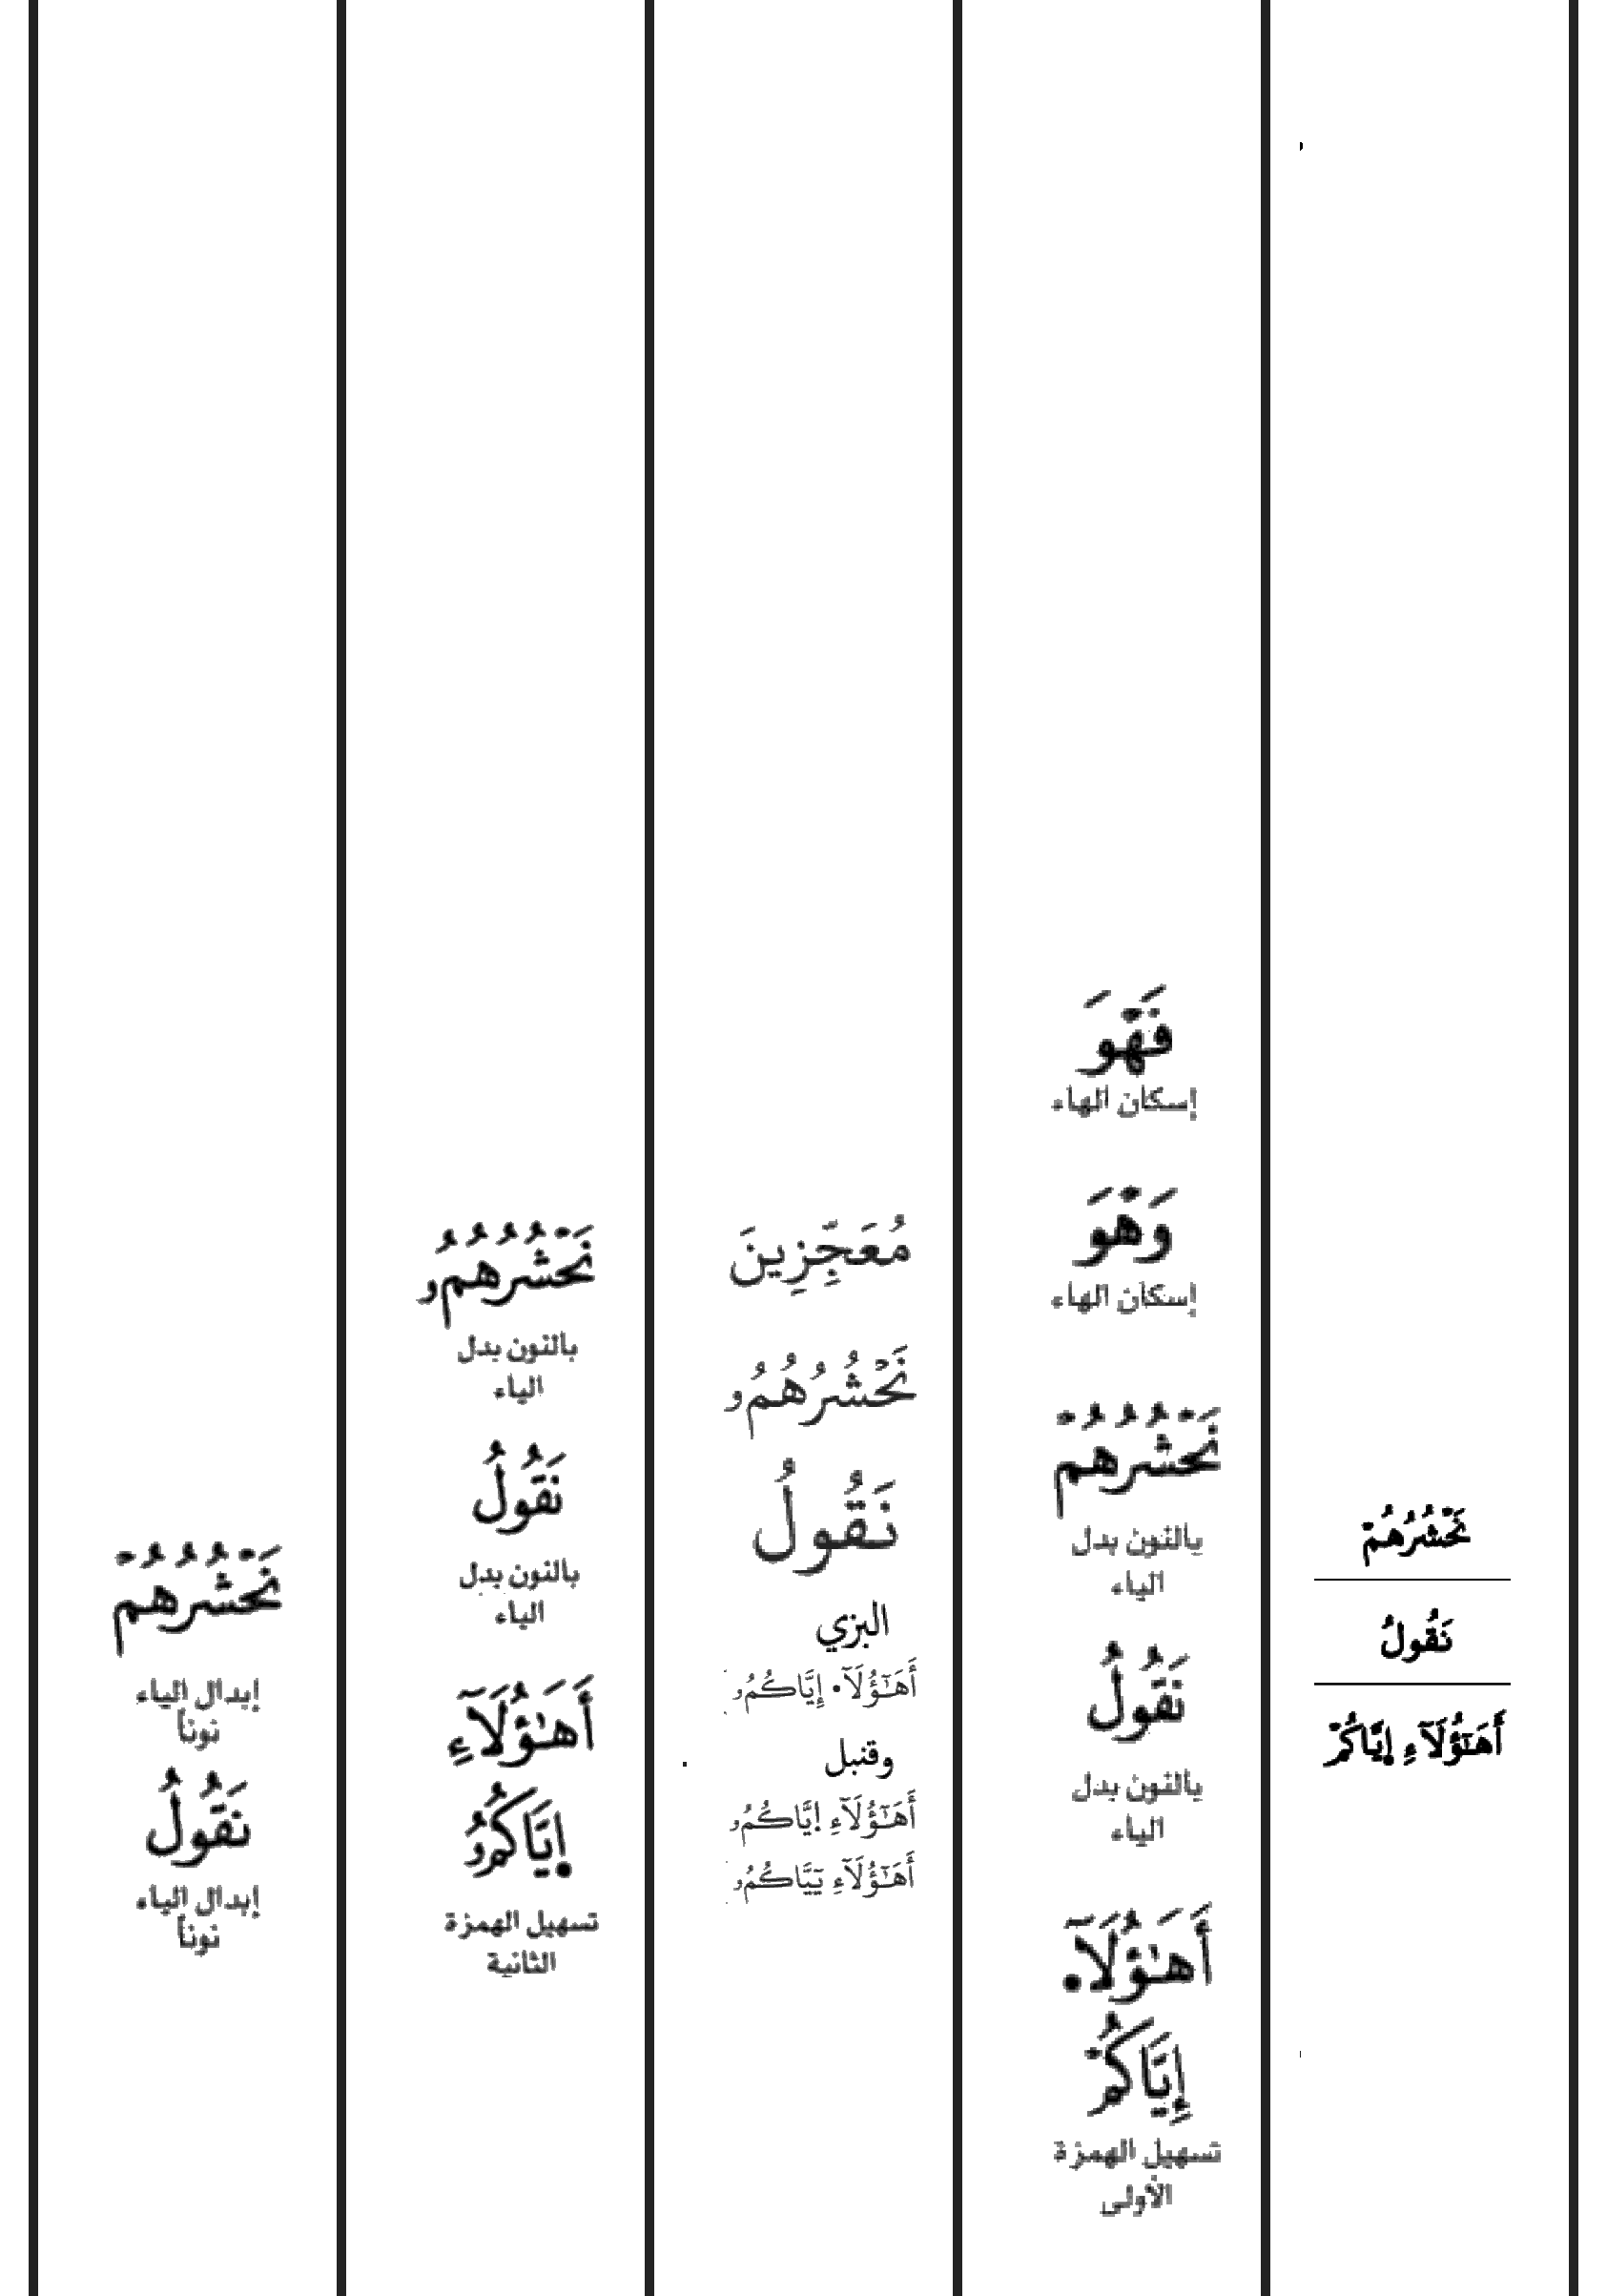 نَحْشُرُهُمْ
نَقُولُ
أَهَٰٓؤُلَآءِ اِيَّاكُمْ
فَهْوَ
إسكان الهاء
وَهْوَ
إسكان الهاء
نَحْشُرُهُمْ
بالنون بدل
الياء
نَقُولُ
بالنون بدل
الياء
أَهَٰٓؤُلَآ•
إِيَّاكُمْ
تسهيل الهمزة
الأولى
مُعَجِّزِينَ
نَحْشُرُهُمُۥ
نَقُولُ
البزي
أَهَٰٓؤُلَآ• إِيَّاكُمُۥ
وقنبل
أَهَٰٓؤُلَآءِ اِيَّاكُمُۥ
أَهَٰٓؤُلَآءِ يَٓيَّاكُمُۥ
نَحْشُرُهُمُۥ
بالنون بدل
الياء
نَقُولُ
بالنون بدل
الياء
أَهَٰٓؤُلَآءِ
اِيَّاكُمُۥ
تسهيل الهمزة
الثانية
نَحْشُرُهُمْ
إبدال الياء
نوناً
نَقُولُ
إبدال الياء
نوناً